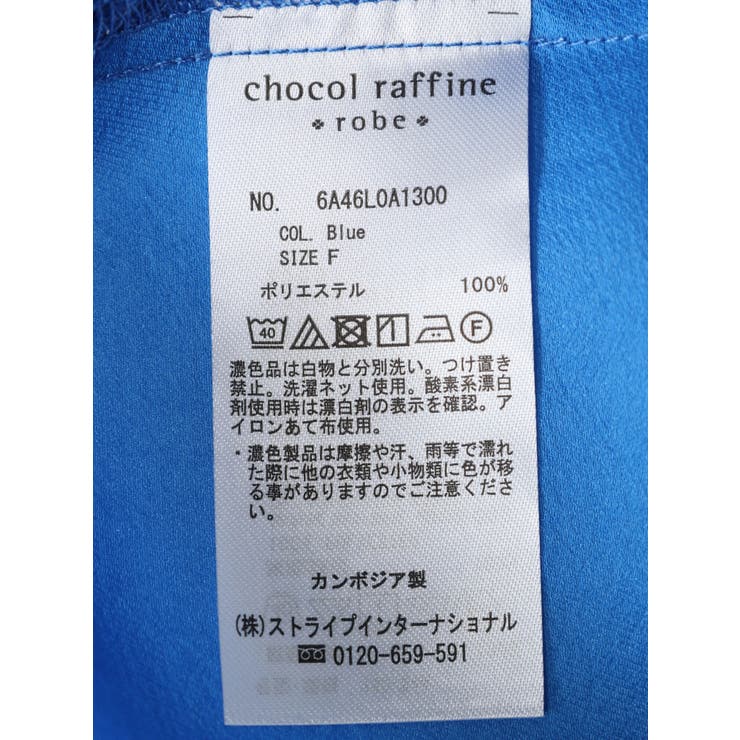 chocol raffine
robe
NO. 6A46L0A1300
COL. Blue
SIZE F
ポリエステル 100%
40 F
濃色品は白物と分別洗い。つけ置き
禁止。洗濯ネット使用。酸素系漂白
剤使用時は漂白剤の表示を確認。ア
イロンあて布使用。
・濃色製品は摩擦や汗、雨等で濡れ
た際に他の衣類や小物類に色が移
る事がありますのでご注意くださ
い。
カンボジア製
(株)ストライプインターナショナル
0120-659-591